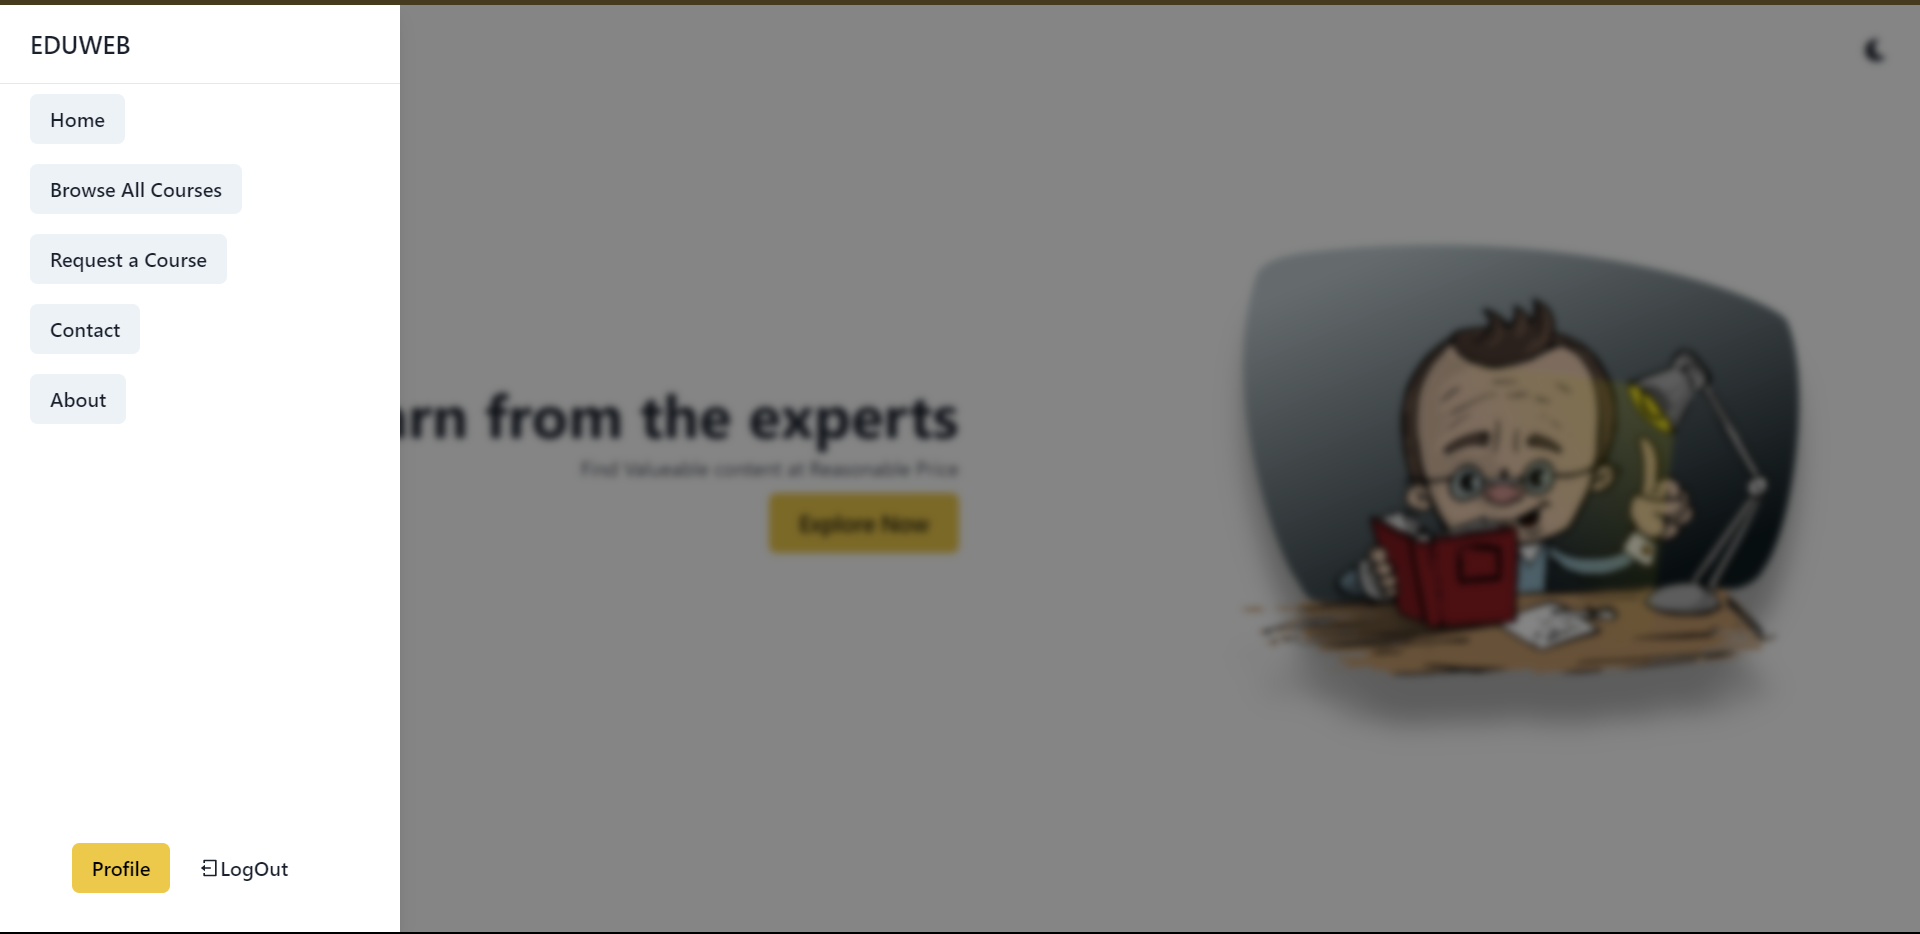 EDUWEB
Home
Browse All Courses
Request a Course
Contact
About
arn from the experts
Find Valueable content at Reasonable Price
Explore Now
Profile
LogOut